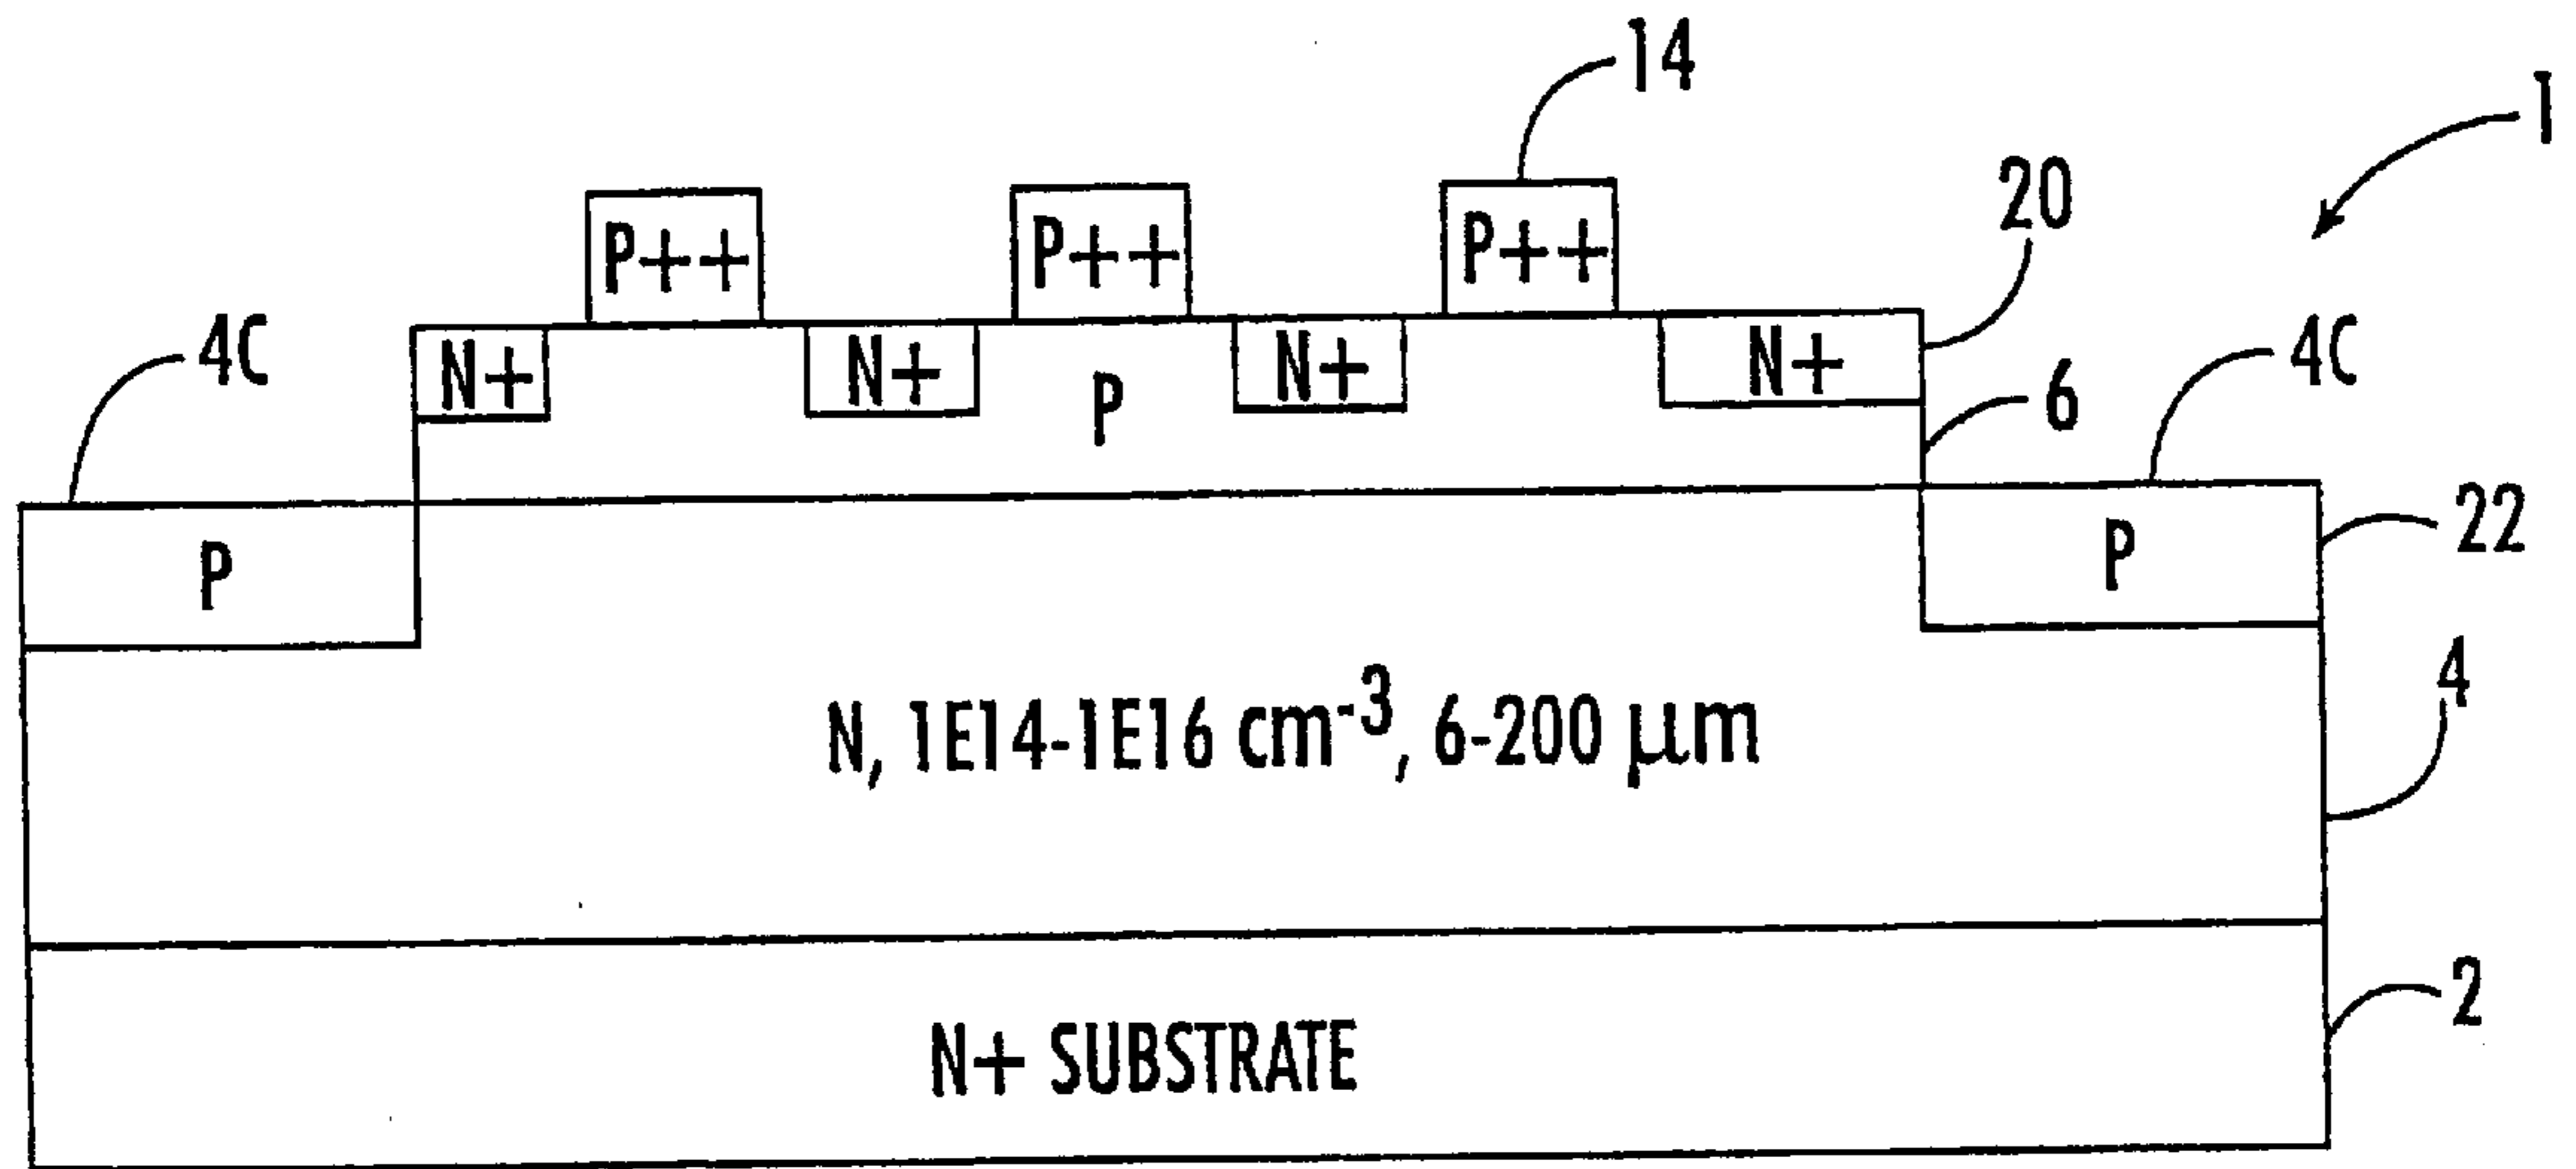 14
1
20
P++ P++ P++
4C N+ N+ P N+ N+ 4C
6
22
P P
4
N, 1E14-1E16 cm⁻³, 6-200 µm
2
N+ SUBSTRATE